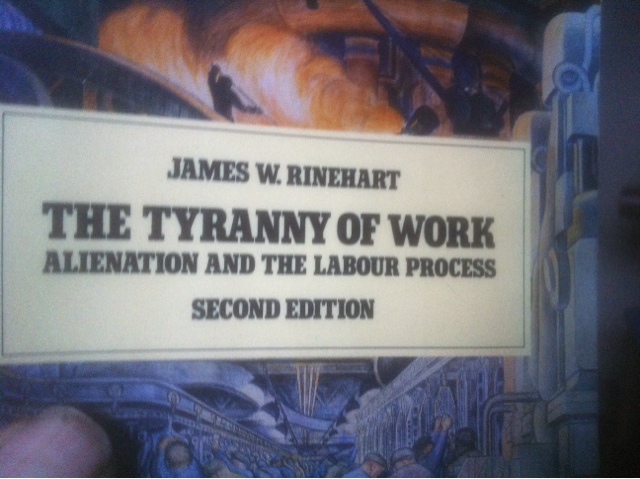 JAMES W. RINEHART
THE TYRANNY OF WORK
ALIENATION AND THE LABOUR PROCESS
SECOND EDITION